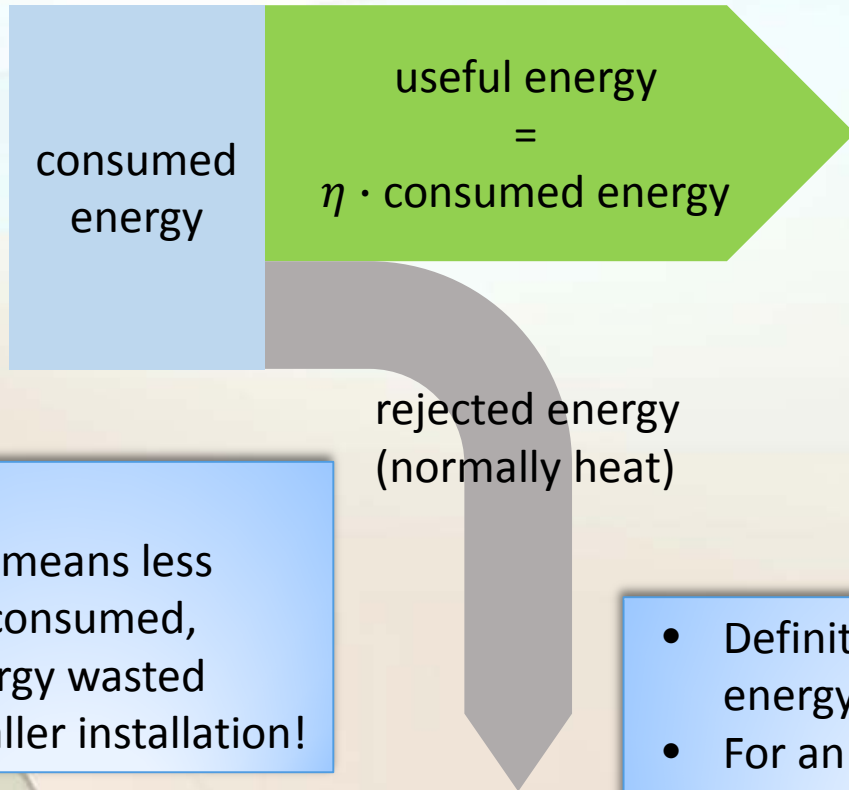 consumed
energy
useful energy
=
η · consumed energy
rejected energy
(normally heat)
means less
consumed,
rgy wasted
ller installation!
• Definit
energy
• For an